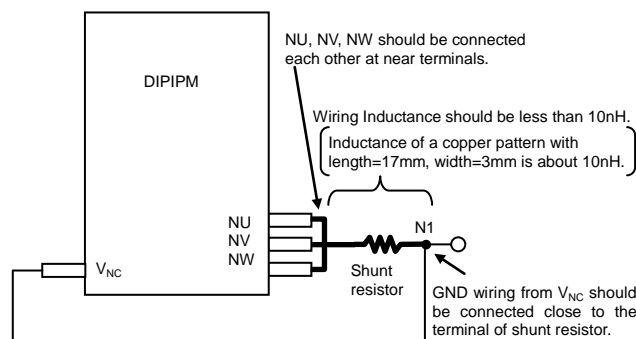 NU, NV, NW should be connected
each other at near terminals.
DIPIPM
Wiring Inductance should be less than 10nH.
Inductance of a copper pattern with
length=17mm, width=3mm is about 10nH.
NU
NV
NW
N1
VNC
Shunt
resistor
GND wiring from VNC should
be connected close to the
terminal of shunt resistor.